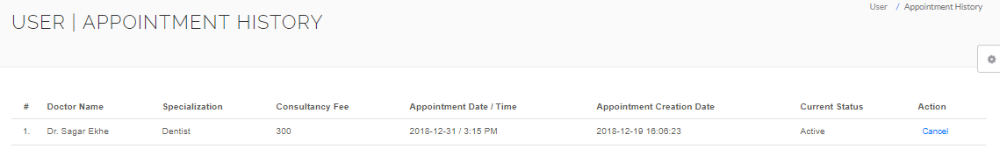 User / Appointment History
USER | APPOINTMENT HISTORY
# Doctor Name Specialization Consultancy Fee Appointment Date / Time Appointment Creation Date Current Status Action
1. Dr. Sagar Ekhe Dentist 300 2018-12-31 / 3:15 PM 2018-12-19 16:06:23 Active Cancel